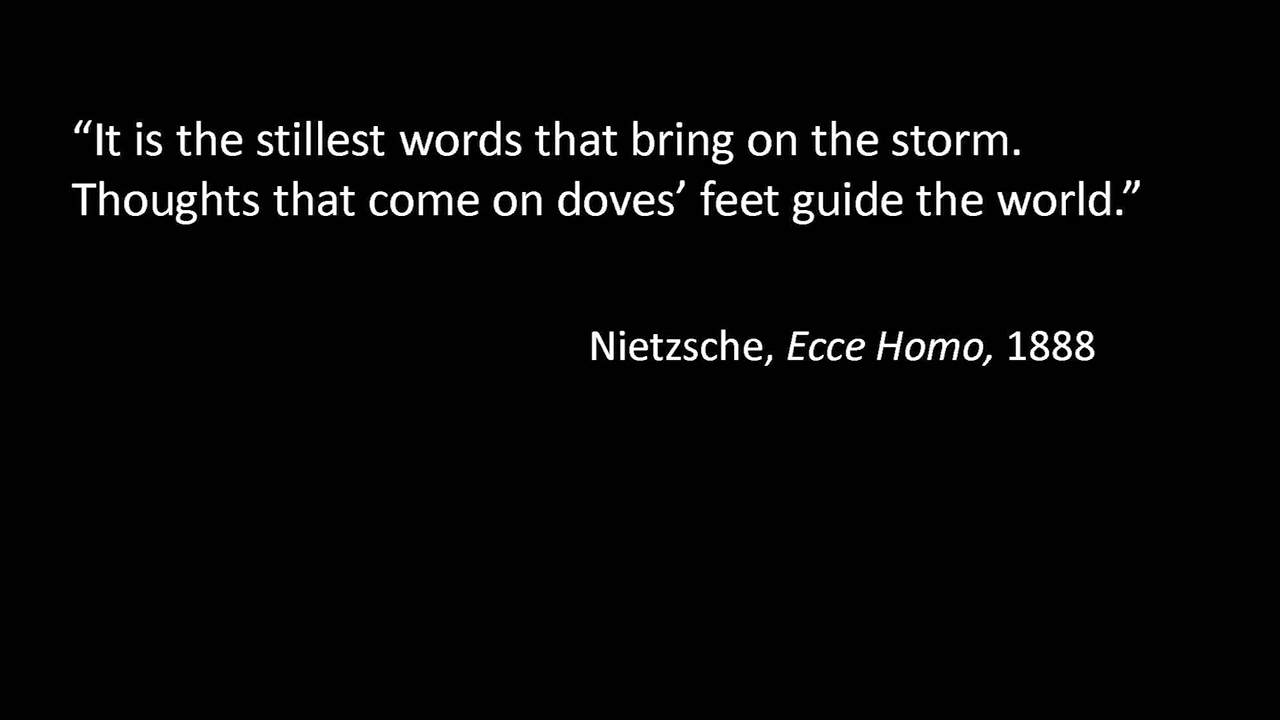 “It is the stillest words that bring on the storm.
Thoughts that come on doves’ feet guide the world.”
Nietzsche, Ecce Homo, 1888